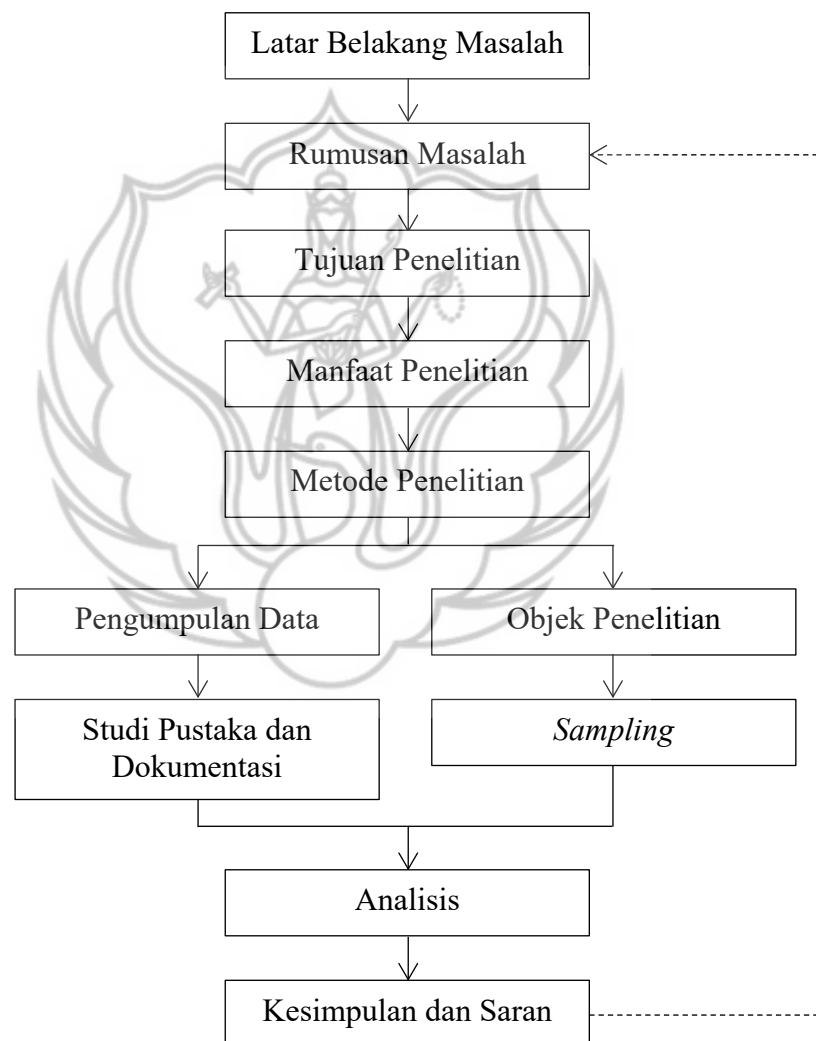 Latar Belakang Masalah
Rumusan Masalah
Tujuan Penelitian
Manfaat Penelitian
Metode Penelitian
Pengumpulan Data
Objek Penelitian
Studi Pustaka dan
Dokumentasi
Sampling
Analisis
Kesimpulan dan Saran